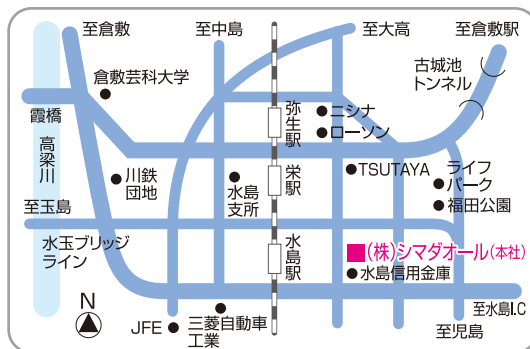 至倉敷
至中島
至大高
至倉敷駅
古城池
トンネル
倉敷芸科大学
弥生駅
ニシナ
ローソン
霞橋
高梁川
川鉄
団地
水島
支所
栄駅
TSUTAYA
ライフ
パーク
福田公園
至玉島
水玉ブリッジ
ライン
水島駅
(株)シマダオール(本社)
水島信用金庫
N
JFE
三菱自動車
工業
至水島I.C
至児島